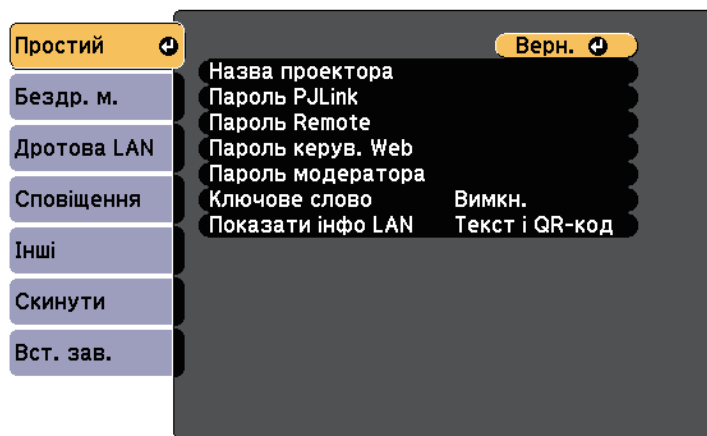 Простий
Верн.
Назва проектора
Бездр. м.
Пароль PJLink
Пароль Remote
Дротова LAN
Пароль керув. Web
Пароль модератора
Сповіщення
Ключове слово Вимкн.
Показати інфо LAN Текст і QR-код
Інші
Скинути
Вст. зав.